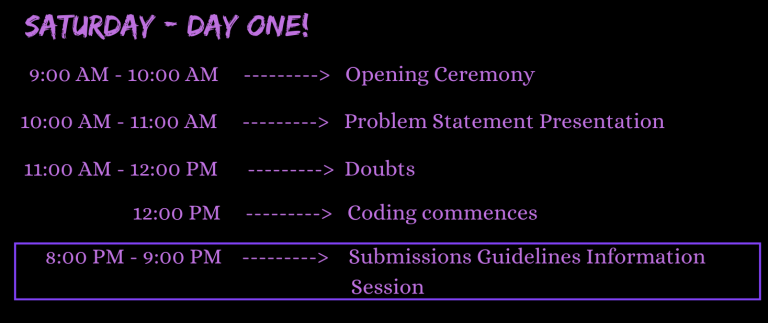 SATURDAY - DAY ONE!
9:00 AM - 10:00 AM ---------> Opening Ceremony
10:00 AM - 11:00 AM ---------> Problem Statement Presentation
11:00 AM - 12:00 PM ---------> Doubts
12:00 PM ---------> Coding commences
8:00 PM - 9:00 PM ---------> Submissions Guidelines Information
Session